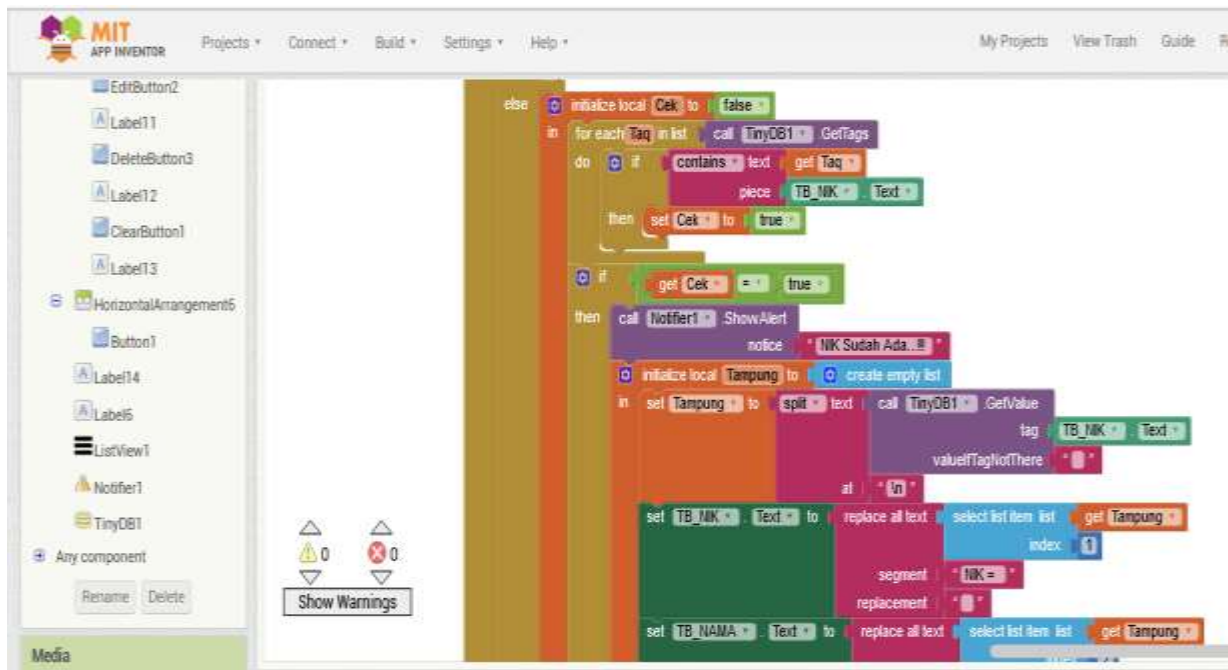 MIT
APP INVENTOR
Projects
Connect
Build
Settings
Help
My Projects
View Trash
Guide
EditButton2
Label11
DeleteButton3
Label12
ClearButton1
Label13
HorizontalArrangement6
Button1
Label14
Label6
ListView1
Notifier1
TinyDB1
Any component
Rename Delete
Media
0 0
Show Warnings
else initialize local Cek to false
in for each Taq in list call TinyDB1 .GetTags
do if contains text get Taq
piece TB_NIK . Text
then set Cek to true
if get Cek = true
then call Notifier1 .ShowAlert
notice " NIK Sudah Ada..!! "
initialize local Tampung to create empty list
in set Tampung to split text call TinyDB1 .GetValue
tag TB_NIK . Text
valueIfTagNotThere " "
at " \n "
set TB_NIK . Text to replace all text select list item list get Tampung
index 1
segment " NIK = "
replacement " "
set TB_NAMA . Text to replace all text select list item list get Tampung